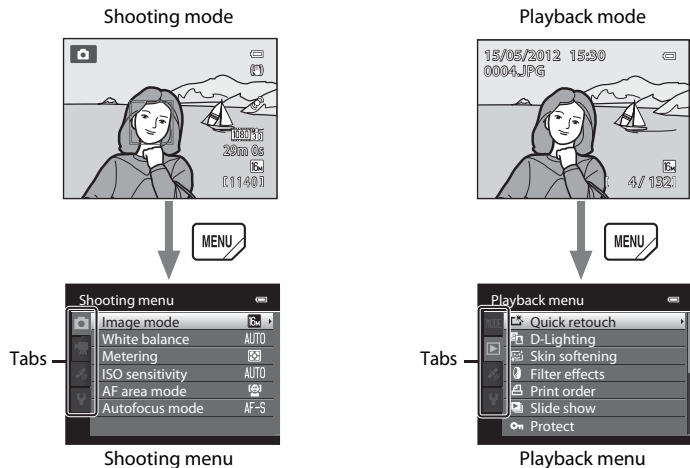 Shooting mode
29m 0s
[1140]
MENU
Shooting menu
Image mode
White balance AUTO
Metering
ISO sensitivity AUTO
AF area mode
Autofocus mode AF-S
Tabs
Shooting menu
Playback mode
15/05/2012 15:30
0004.JPG
[ 4/ 132]
MENU
Playback menu
MODE
Quick retouch
D-Lighting
Skin softening
Filter effects
Print order
Slide show
Protect
Tabs
Playback menu